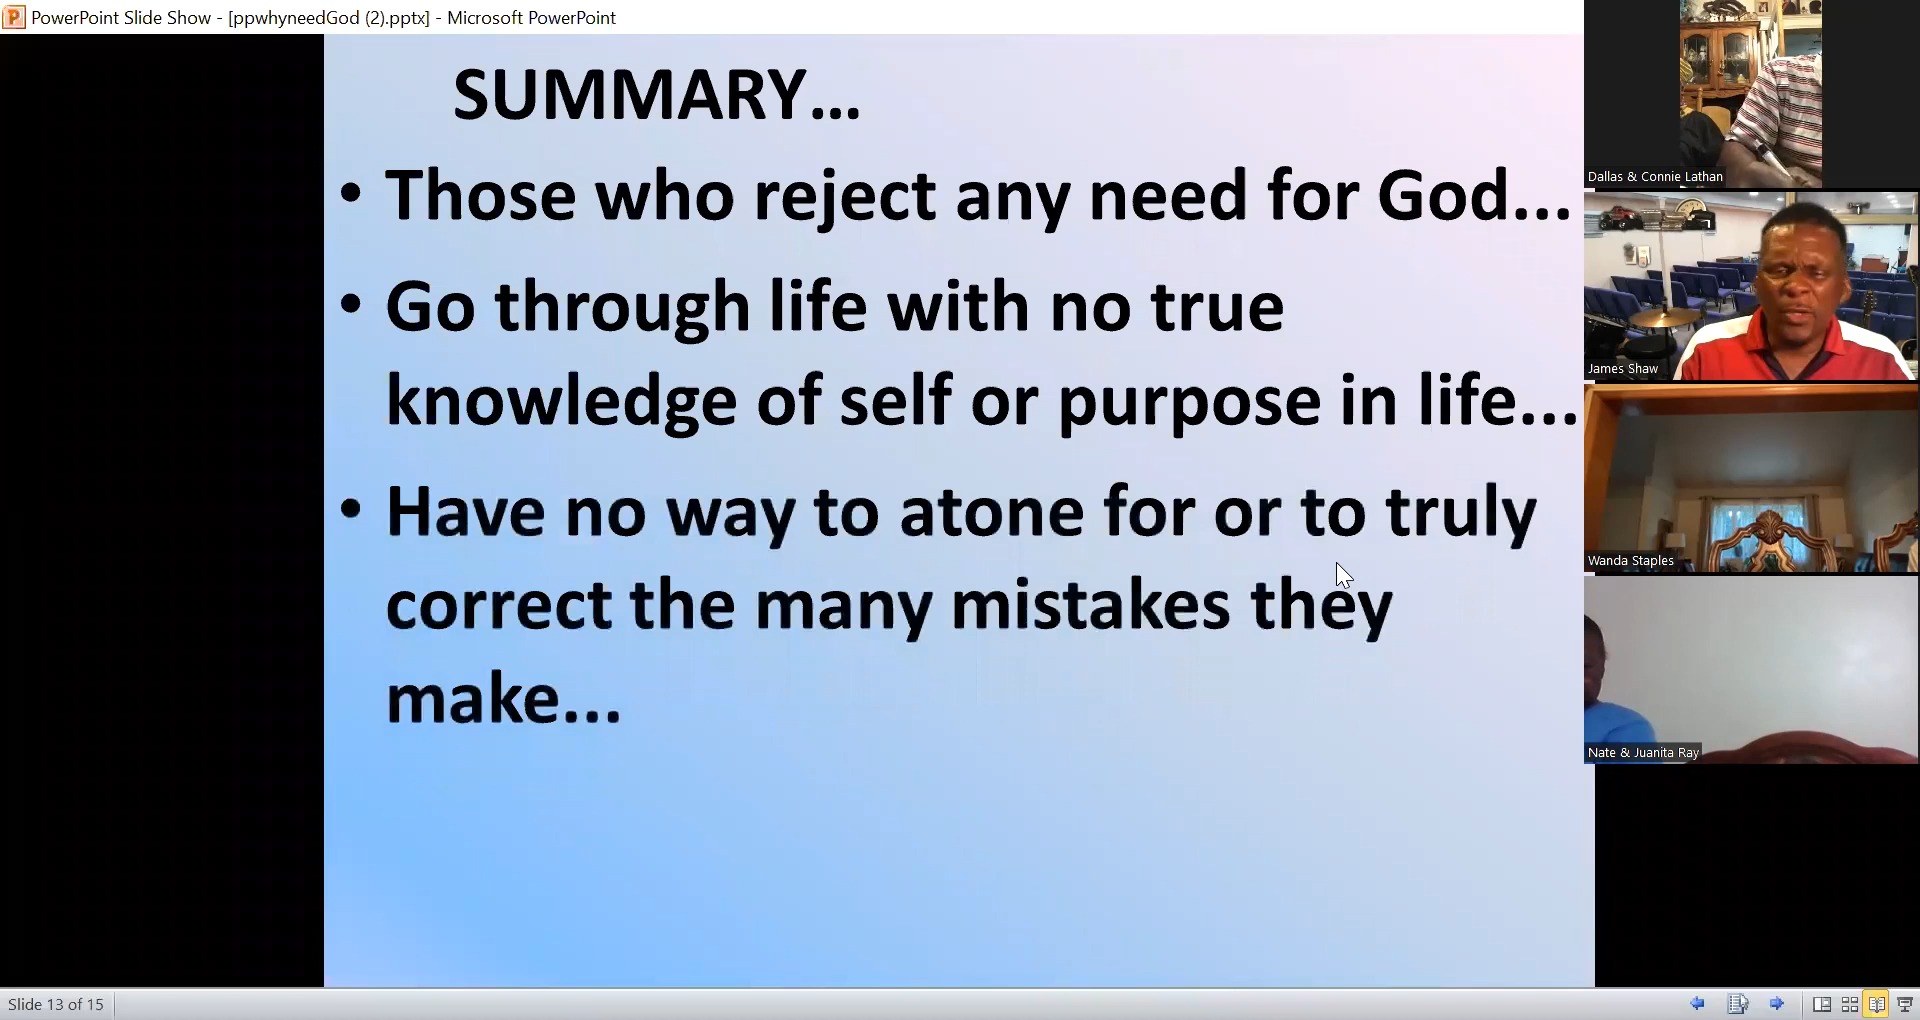 PowerPoint Slide Show - [ppwhyneedGod (2).pptx] - Microsoft PowerPoint
SUMMARY...
• Those who reject any need for God...
• Go through life with no true
knowledge of self or purpose in life...
• Have no way to atone for or to truly
correct the many mistakes they
make...
Dallas & Connie Lathan
James Shaw
Wanda Staples
Nate & Juanita Ray
Slide 13 of 15